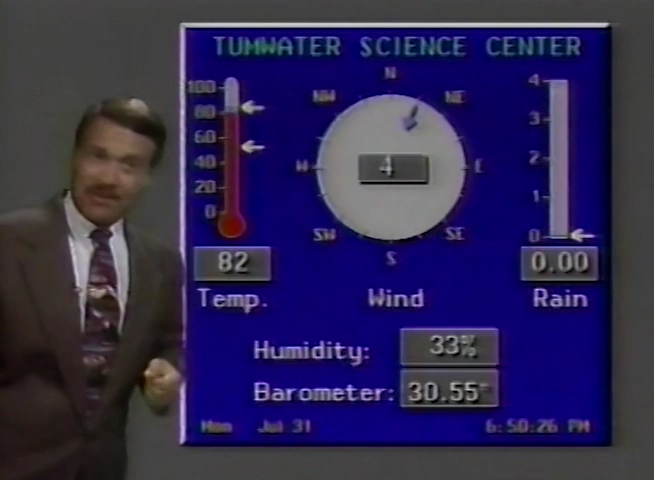 TUMWATER SCIENCE CENTER
N
NW NE
W 4 E
SW SE
S
100
80
60
40
20
0
4
3
2
1
0
82 0.00
Temp. Wind Rain
Humidity: 33%
Barometer: 30.55"
Mon Jul 31 6:50:26 PM